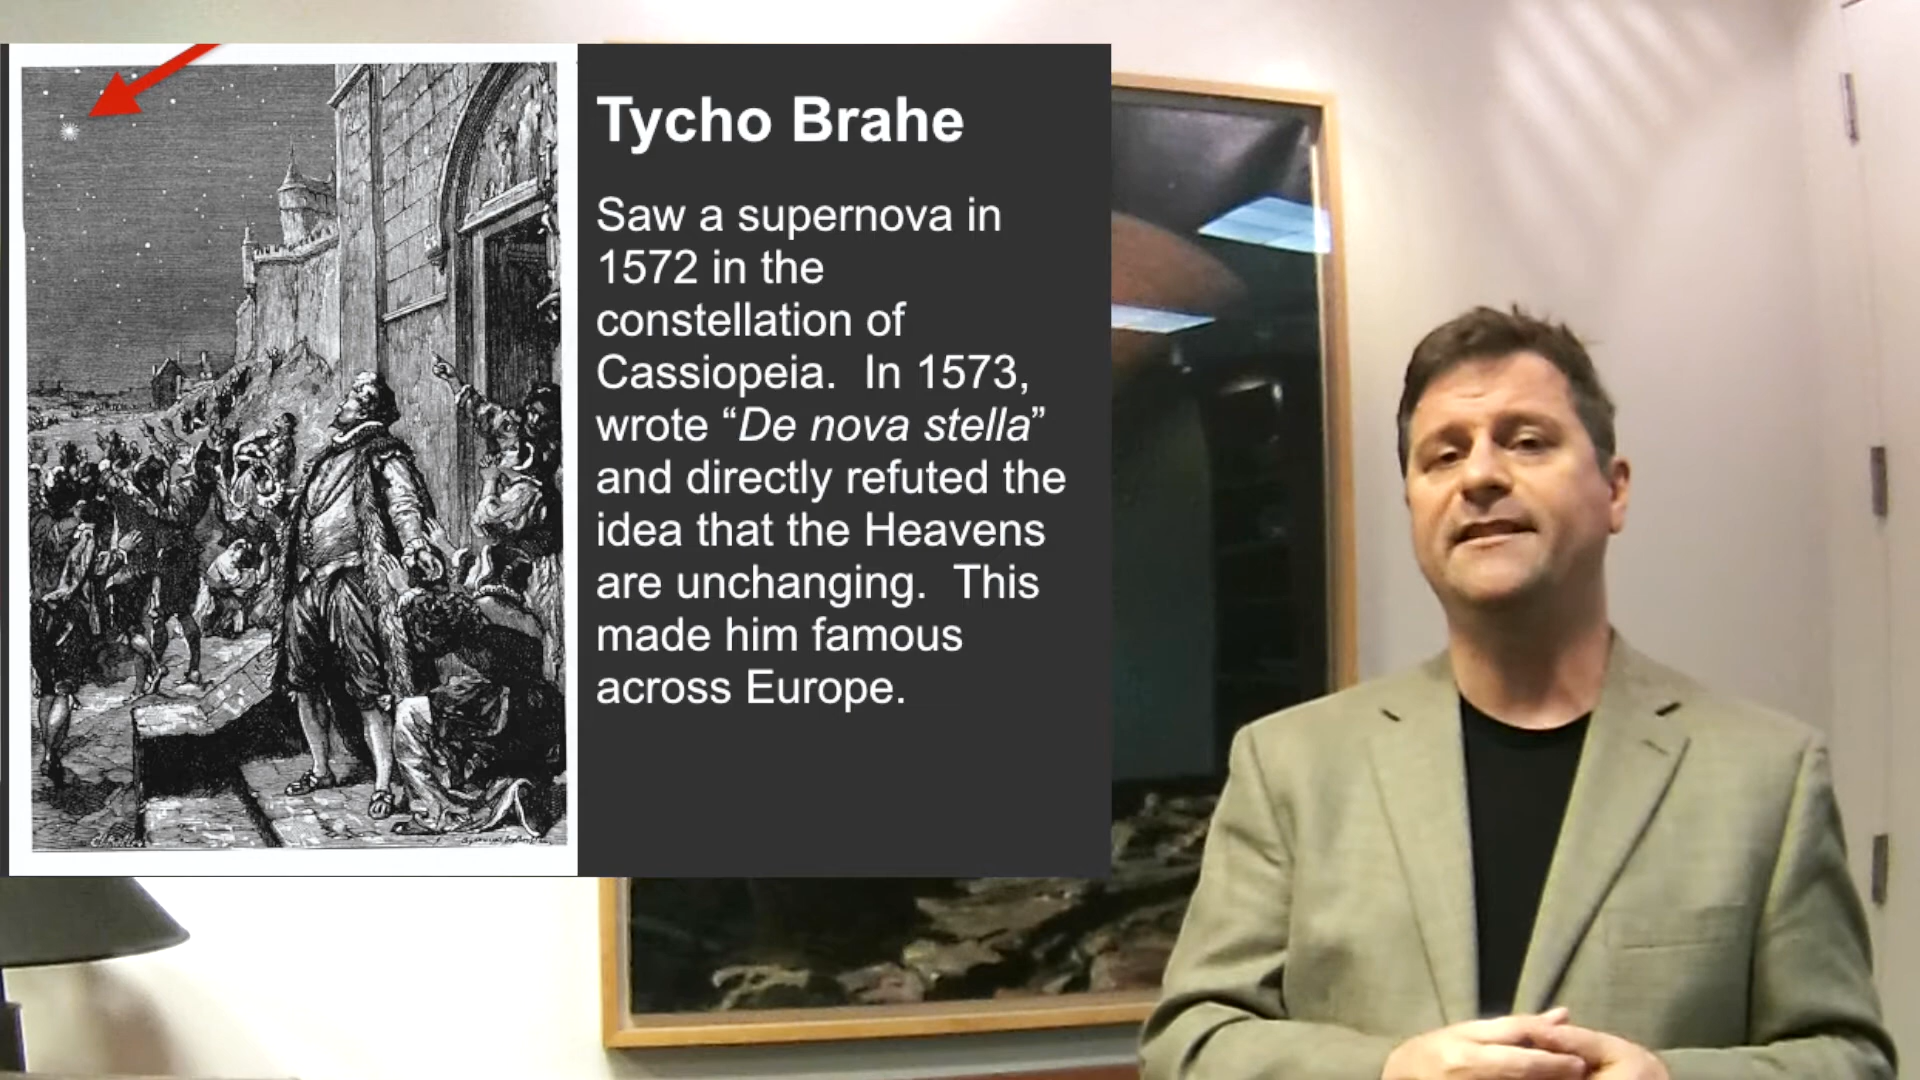 Tycho Brahe
Saw a supernova in
1572 in the
constellation of
Cassiopeia.  In 1573,
wrote “De nova stella”
and directly refuted the
idea that the Heavens
are unchanging.  This
made him famous
across Europe.